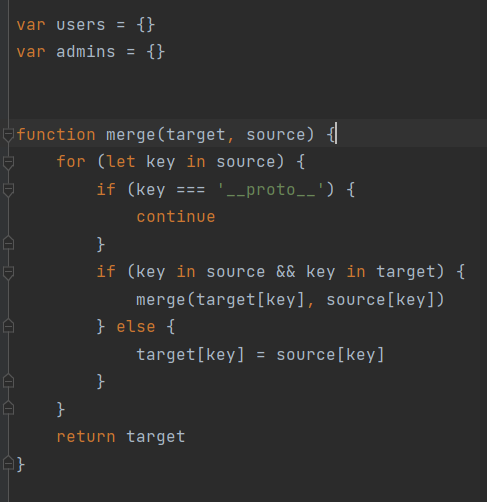 var users = {}
var admins = {}
function merge(target, source) {
    for (let key in source) {
        if (key === '__proto__') {
            continue
        }
        if (key in source && key in target) {
            merge(target[key], source[key])
        } else {
            target[key] = source[key]
        }
    }
    return target
}